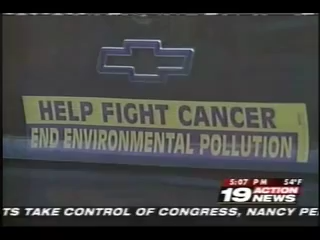 HELP FIGHT CANCER
END ENVIRONMENTAL POLLUTION
5:07 PM 54°F
19 ACTION NEWS
TS TAKE CONTROL OF CONGRESS, NANCY PE